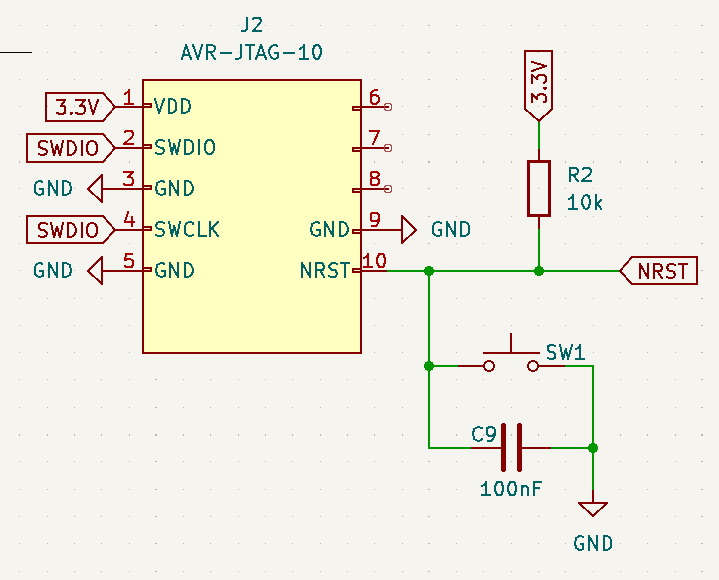 J2
AVR-JTAG-10
3.3V 1 VDD 6
SWDIO 2 SWDIO 7
GND 3 GND 8
SWDIO 4 SWCLK GND 9 GND
GND 5 GND NRST 10 NRST
3.3V
R2
10k
SW1
C9
100nF
GND